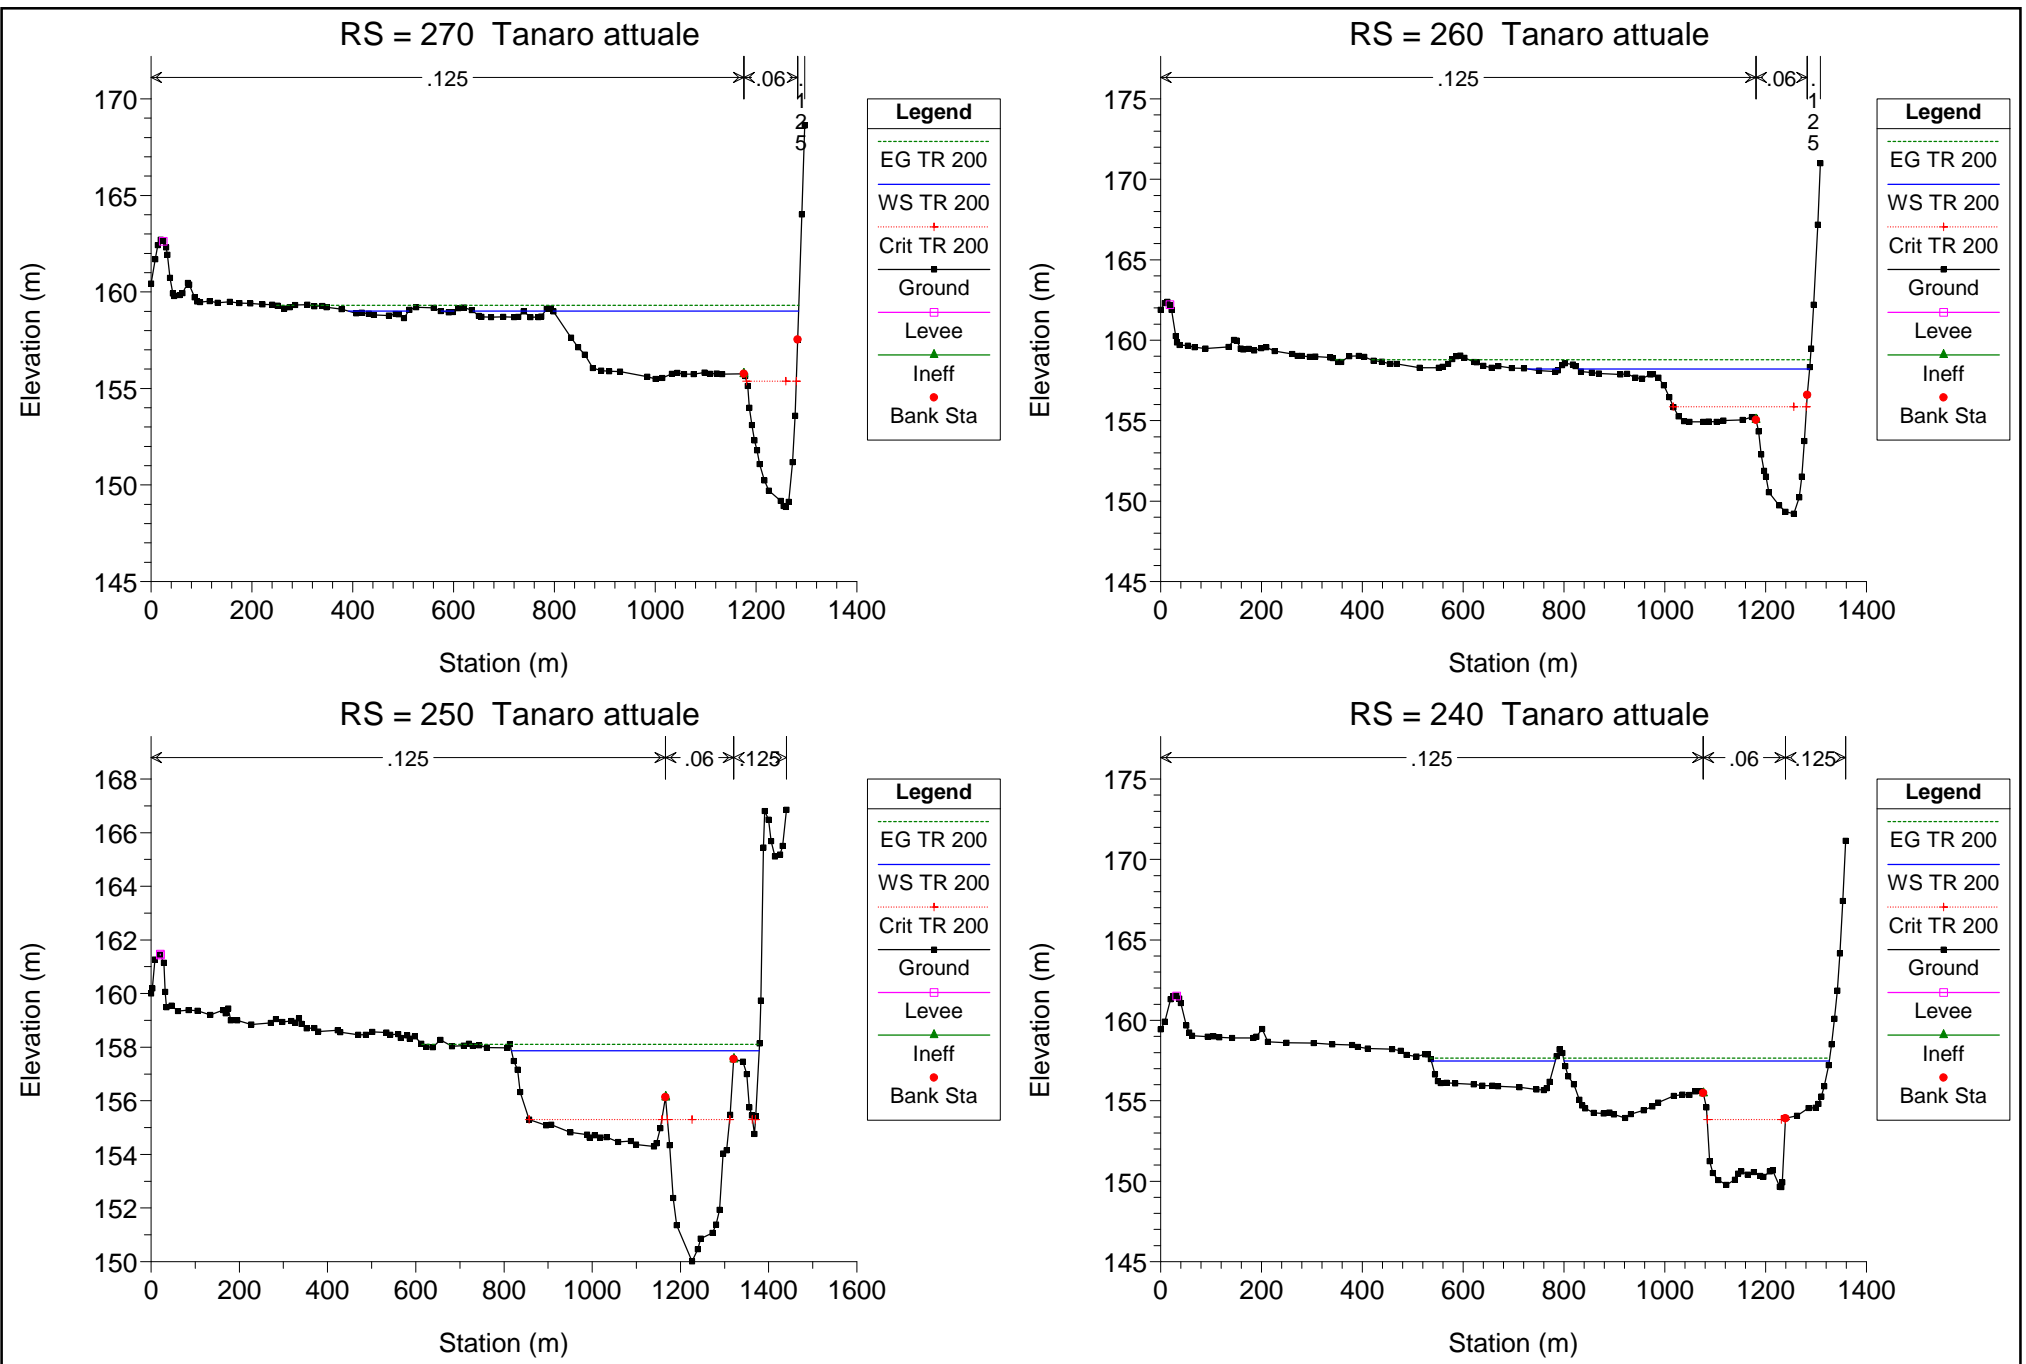 RS = 270 Tanaro attuale
.125
.06
.125
170
165
160
155
150
145
Elevation (m)
0 200 400 600 800 1000 1200 1400
Station (m)
Legend
EG TR 200
WS TR 200
Crit TR 200
Ground
Levee
Ineff
Bank Sta
RS = 260 Tanaro attuale
.125
.06
.125
175
170
165
160
155
150
145
Elevation (m)
0 200 400 600 800 1000 1200 1400
Station (m)
Legend
EG TR 200
WS TR 200
Crit TR 200
Ground
Levee
Ineff
Bank Sta
RS = 250 Tanaro attuale
.125
.06
.125
168
166
164
162
160
158
156
154
152
150
Elevation (m)
0 200 400 600 800 1000 1200 1400 1600
Station (m)
Legend
EG TR 200
WS TR 200
Crit TR 200
Ground
Levee
Ineff
Bank Sta
RS = 240 Tanaro attuale
.125
.06
.125
175
170
165
160
155
150
145
Elevation (m)
0 200 400 600 800 1000 1200 1400
Station (m)
Legend
EG TR 200
WS TR 200
Crit TR 200
Ground
Levee
Ineff
Bank Sta